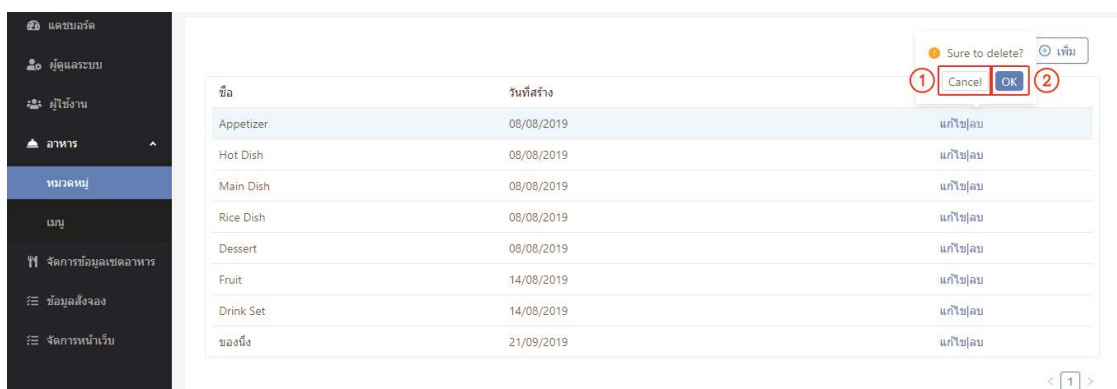 แดชบอร์ด
ผู้ดูแลระบบ
ผู้ใช้งาน
อาหาร
หมวดหมู่
เมนู
จัดการข้อมูลเซตอาหาร
ข้อมูลสั่งจอง
จัดการหน้าเว็บ
Sure to delete? เพิ่ม
1 Cancel OK 2
ชื่อ วันที่สร้าง
Appetizer 08/08/2019 แก้ไข|ลบ
Hot Dish 08/08/2019 แก้ไข|ลบ
Main Dish 08/08/2019 แก้ไข|ลบ
Rice Dish 08/08/2019 แก้ไข|ลบ
Dessert 08/08/2019 แก้ไข|ลบ
Fruit 14/08/2019 แก้ไข|ลบ
Drink Set 14/08/2019 แก้ไข|ลบ
ของนึ่ง 21/09/2019 แก้ไข|ลบ
< 1 >